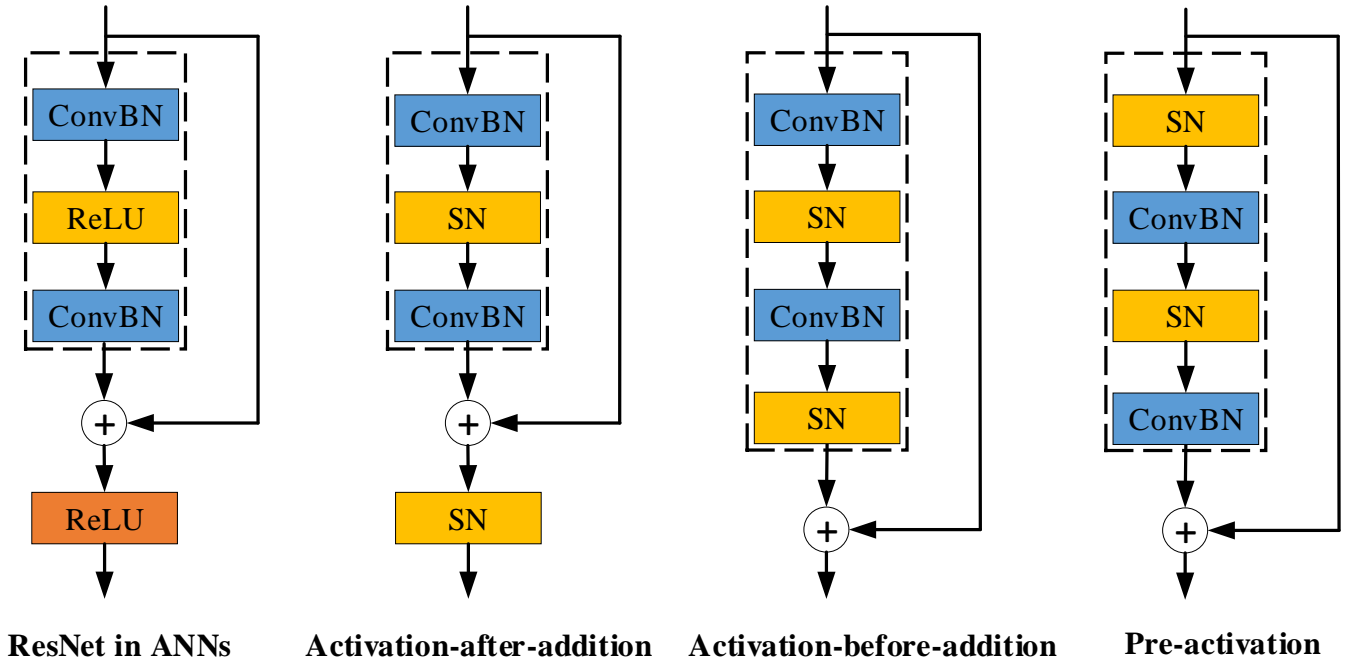 ConvBN
ReLU
ConvBN
+
ReLU
ResNet in ANNs
ConvBN
SN
ConvBN
+
SN
Activation-after-addition
ConvBN
SN
ConvBN
SN
+
Activation-before-addition
SN
ConvBN
SN
ConvBN
+
Pre-activation